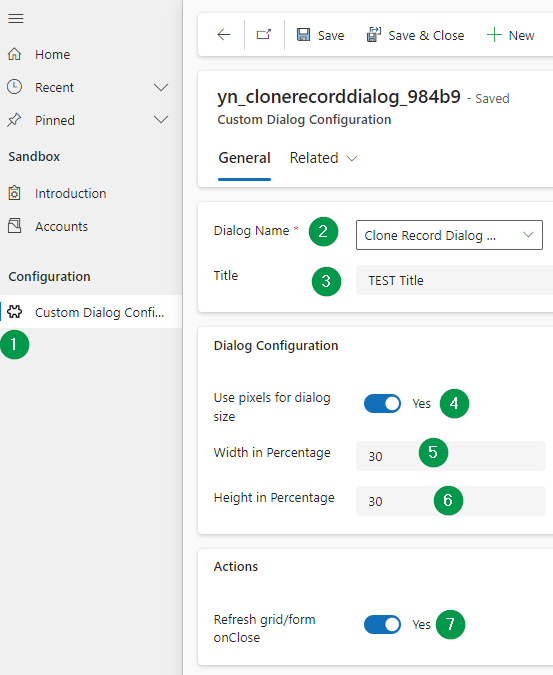 Home
Recent
Pinned
Sandbox
Introduction
Accounts
Configuration
Custom Dialog Confi...
1
Save
Save & Close
New
yn_clonerecorddialog_984b9 - Saved
Custom Dialog Configuration
General Related
Dialog Name * 2 Clone Record Dialog ...
Title 3 TEST Title
Dialog Configuration
Use pixels for dialog
size
Yes 4
Width in Percentage 30 5
Height in Percentage 30 6
Actions
Refresh grid/form
onClose
Yes 7